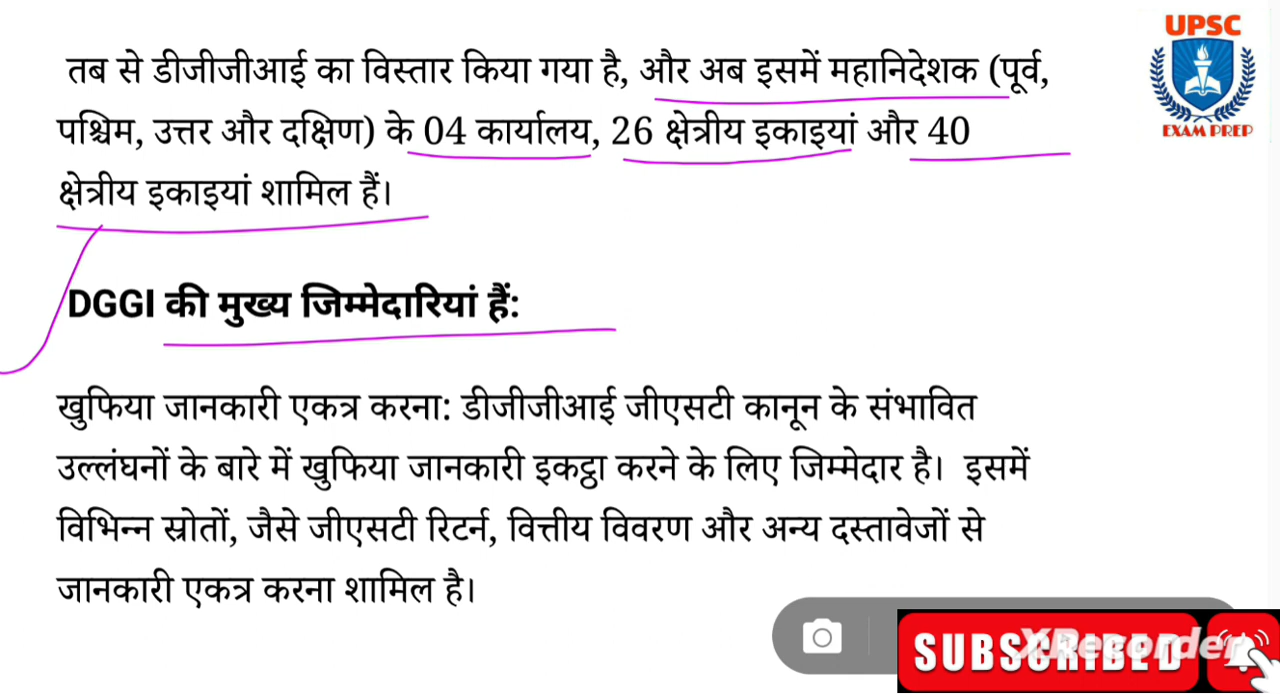 UPSC
EXAM PREP
तब से डीजीजीआई का विस्तार किया गया है, और अब इसमें महानिदेशक (पूर्व,
पश्चिम, उत्तर और दक्षिण) के 04 कार्यालय, 26 क्षेत्रीय इकाइयां और 40
क्षेत्रीय इकाइयां शामिल हैं।
DGGI की मुख्य जिम्मेदारियां हैं:
खुफिया जानकारी एकत्र करना: डीजीजीआई जीएसटी कानून के संभावित
उल्लंघनों के बारे में खुफिया जानकारी इकट्ठा करने के लिए जिम्मेदार है। इसमें
विभिन्न स्रोतों, जैसे जीएसटी रिटर्न, वित्तीय विवरण और अन्य दस्तावेजों से
जानकारी एकत्र करना शामिल है।
SUBSCRIBED
XRecorder